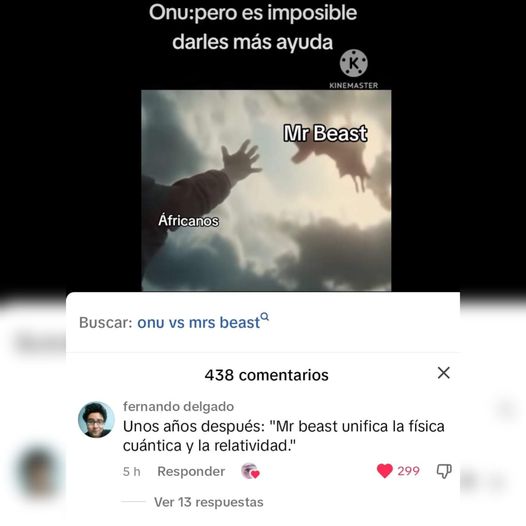 Onu:pero es imposible
darles más ayuda
KINEMASTER
Mr Beast
Áfricanos
Buscar: onu vs mrs beast
438 comentarios
fernando delgado
Unos años después: "Mr beast unifica la física
cuántica y la relatividad."
5 h Responder 299
Ver 13 respuestas